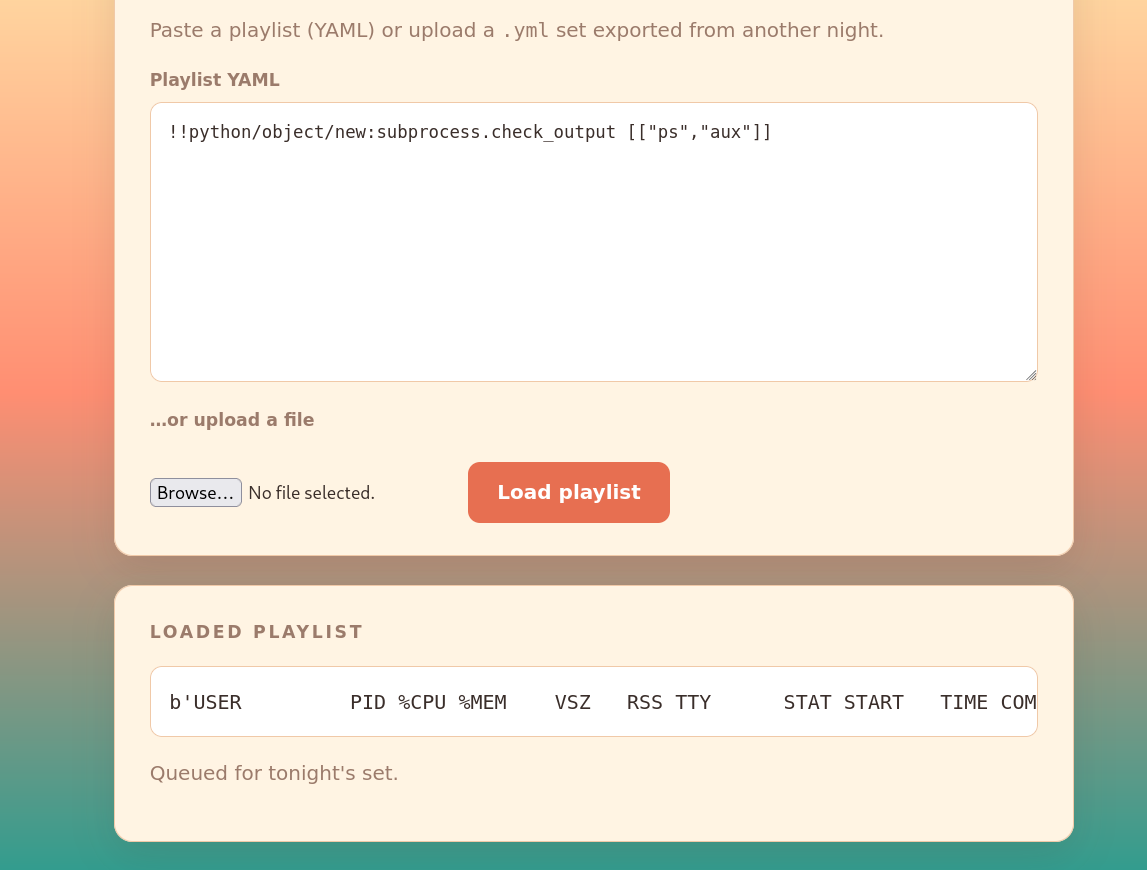 Paste a playlist (YAML) or upload a .yml set exported from another night.
Playlist YAML
!!python/object/new:subprocess.check_output [["ps","aux"]]
…or upload a file
Browse… No file selected.
Load playlist
LOADED PLAYLIST
b'USER         PID %CPU %MEM    VSZ   RSS TTY      STAT START   TIME COM
Queued for tonight's set.